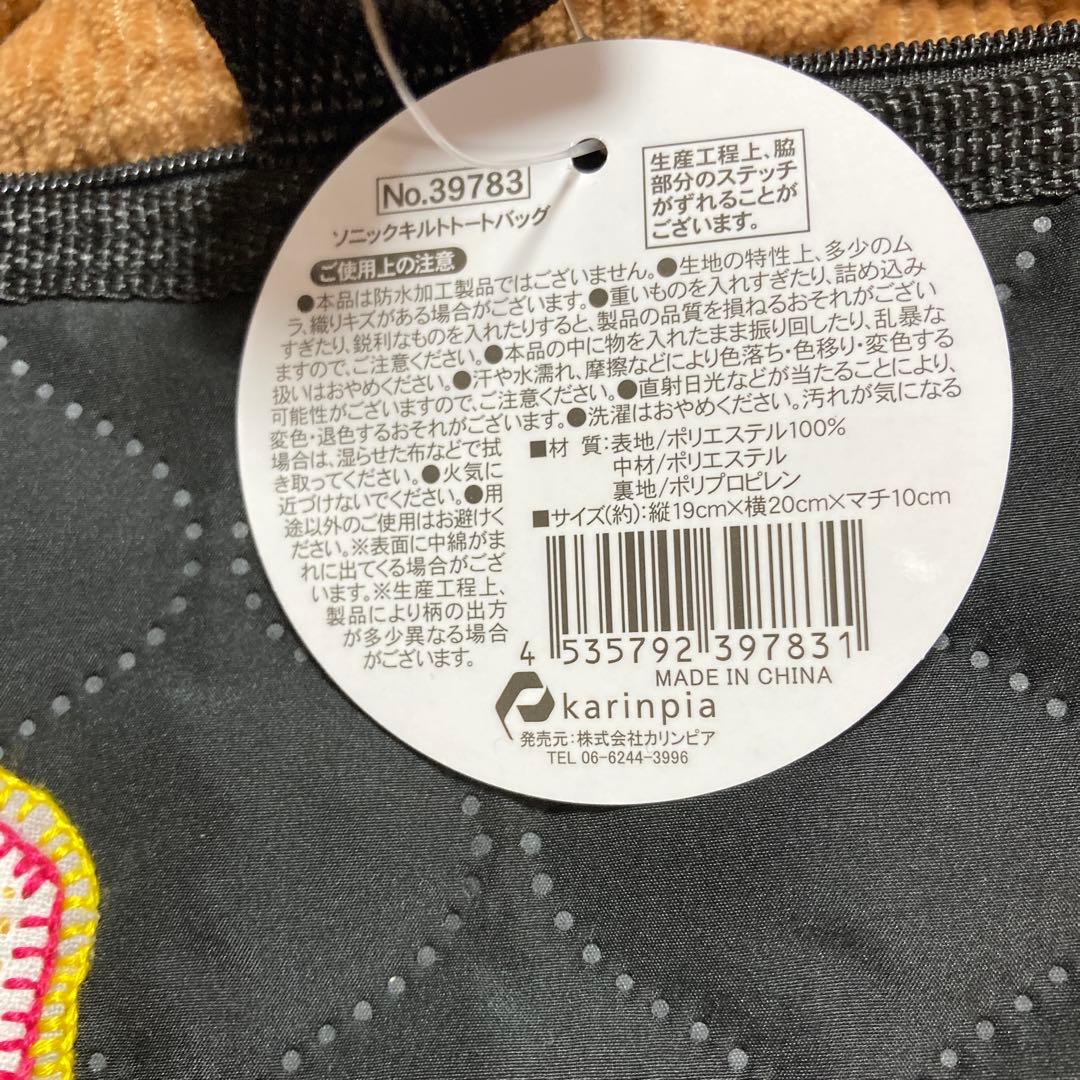 No.39783
ソニックキルトトートバッグ
生産工程上、脇
部分のステッチ
がずれることが
ございます。
ご使用上の注意
●本品は防水加工製品ではございません。●生地の特性上、多少のム
ラ、織りキズがある場合がございます。●重いものを入れすぎたり、詰め込み
すぎたり、鋭利なものを入れたりすると、製品の品質を損ねるおそれがござい
ますので、ご注意ください。●本品の中に物を入れたまま振り回したり、乱暴な
扱いはおやめください。●汗や水濡れ、摩擦などにより色落ち・色移り・変色する
可能性がございますので、ご注意ください。●直射日光などが当たることにより、
変色・退色するおそれがございます。●洗濯はおやめください。汚れが気になる
場合は、湿らせた布などで拭
き取ってください。●火気に
近づけないでください。●用
途以外のご使用はお避けく
ださい。※表面に中綿がま
れに出てくる場合がござ
います。※生産工程上、
製品により柄の出方
が多少異なる場合
がございます。
■材 質:表地/ポリエステル100%
中材/ポリエステル
裏地/ポリプロピレン
■サイズ(約):縦19cm×横20cm×マチ10cm
4 535792 397831
MADE IN CHINA
karinpia
発売元:株式会社カリンピア
TEL 06-6244-3996